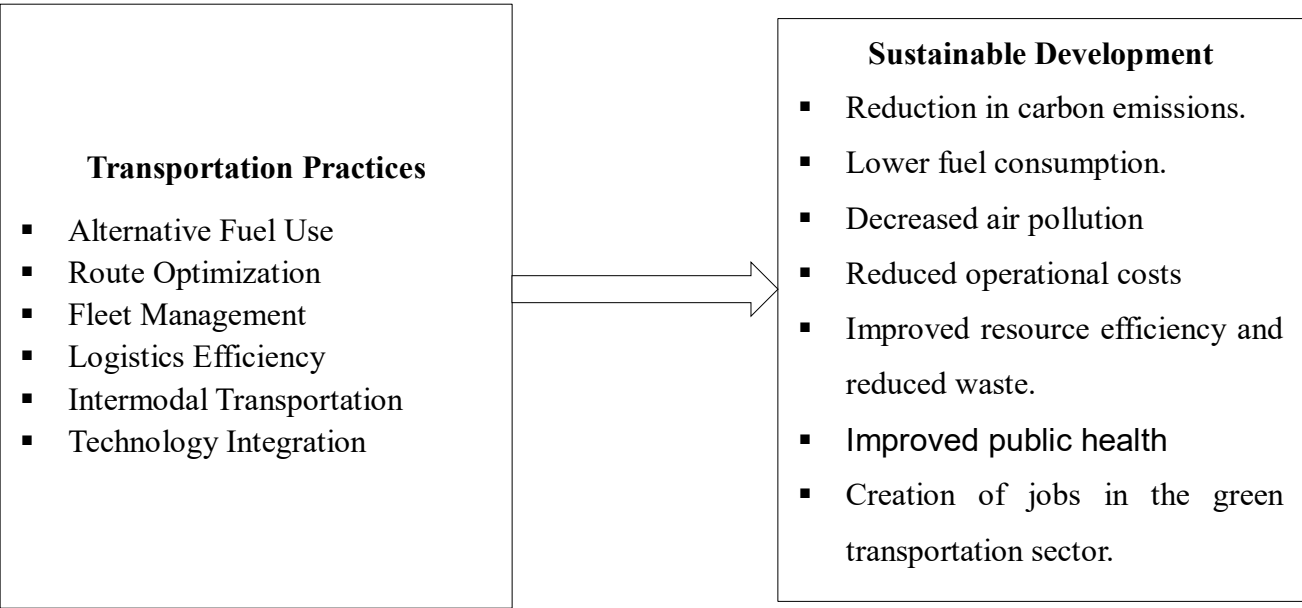 Transportation Practices
▪ Alternative Fuel Use
▪ Route Optimization
▪ Fleet Management
▪ Logistics Efficiency
▪ Intermodal Transportation
▪ Technology Integration
Sustainable Development
▪ Reduction in carbon emissions.
▪ Lower fuel consumption.
▪ Decreased air pollution
▪ Reduced operational costs
▪ Improved resource efficiency and
reduced waste.
▪ Improved public health
▪ Creation of jobs in the green
transportation sector.